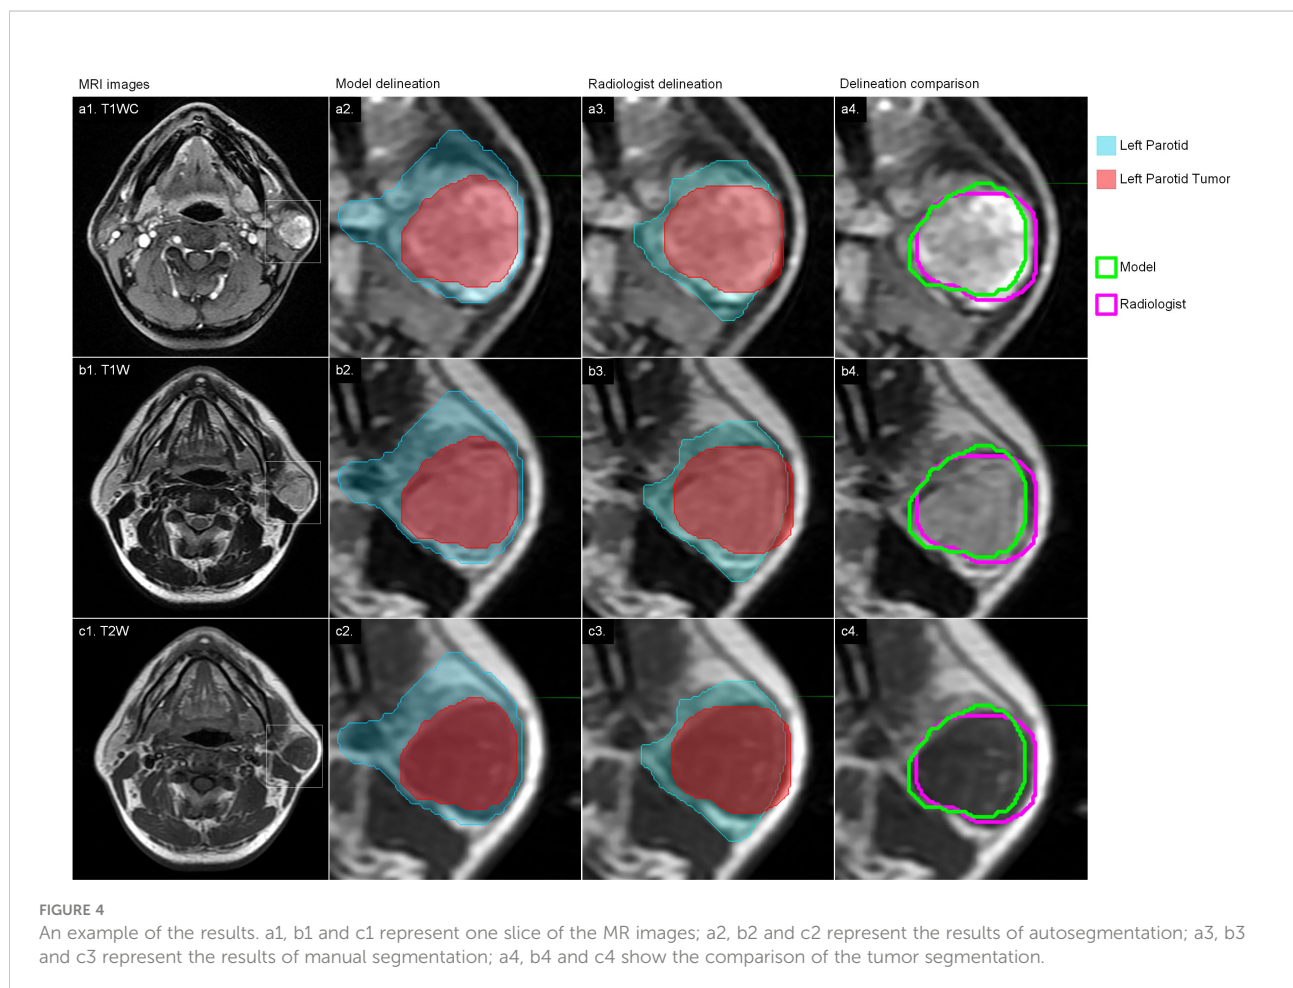 MRI images
Model delineation
Radiologist delineation
Delineation comparison
a1. T1WC
a2.
a3.
a4.
Left Parotid
Left Parotid Tumor
Model
Radiologist
b1. T1W
b2.
b3.
b4.
c1. T2W
c2.
c3.
c4.
FIGURE 4
An example of the results. a1, b1 and c1 represent one slice of the MR images; a2, b2 and c2 represent the results of autosegmentation; a3, b3
and c3 represent the results of manual segmentation; a4, b4 and c4 show the comparison of the tumor segmentation.